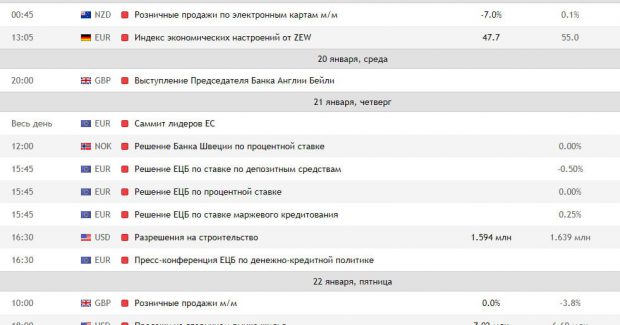 00:45 NZD Розничные продажи по электронным картам м/м -7.0% 0.1%
13:05 EUR Индекс экономических настроений от ZEW 47.7 55.0
20 января, среда
20:00 GBP Выступление Председателя Банка Англии Бейли
21 января, четверг
Весь день EUR Саммит лидеров ЕС
12:00 NOK Решение Банка Швеции по процентной ставке 0.00%
15:45 EUR Решение ЕЦБ по ставке по депозитным средствам -0.50%
15:45 EUR Решение ЕЦБ по процентной ставке 0.00%
15:45 EUR Решение ЕЦБ по ставке маржевого кредитования 0.25%
16:30 USD Разрешения на строительство 1.594 млн 1.639 млн
16:30 EUR Пресс-конференция ЕЦБ по денежно-кредитной политике
22 января, пятница
10:00 GBP Розничные продажи м/м 0.0% -3.8%